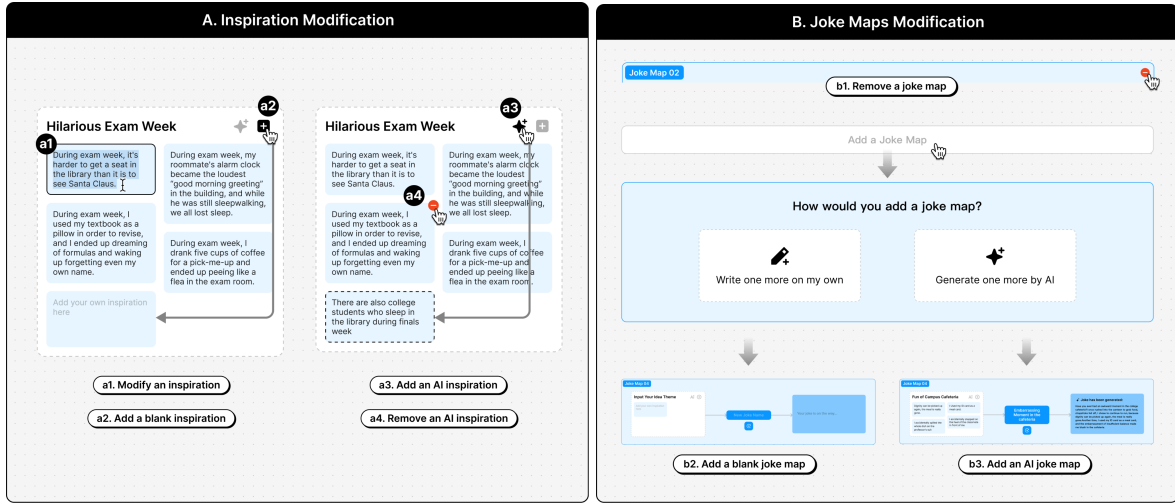 A. Inspiration Modification
a2
Hilarious Exam Week
a1
During exam week, it's
harder to get a seat in
the library than it is to
see Santa Claus.
During exam week, my
roommate's alarm clock
became the loudest
"good morning greeting"
in the building, and while
he was still sleepwalking,
we all lost sleep.
During exam week, I
used my textbook as a
pillow in order to revise,
and I ended up dreaming
of formulas and waking
up forgetting even my
own name.
During exam week, I
drank five cups of coffee
for a pick-me-up and
ended up peeing like a
flea in the exam room.
Add your own inspiration
here
a3
Hilarious Exam Week
During exam week, it's
harder to get a seat in
the library than it is to
see Santa Claus.
During exam week, my
roommate's alarm clock
became the loudest
"good morning greeting"
in the building, and while
he was still sleepwalking,
we all lost sleep.
a4
During exam week, I
used my textbook as a
pillow in order to revise,
and I ended up dreaming
of formulas and waking
up forgetting even my
own name.
During exam week, I
drank five cups of coffee
for a pick-me-up and
ended up peeing like a
flea in the exam room.
There are also college
students who sleep in
the library during finals
week
a1. Modify an inspiration
a2. Add a blank inspiration
a3. Add an AI inspiration
a4. Remove an AI inspiration
B. Joke Maps Modification
Joke Map 02
b1. Remove a joke map
Add a Joke Map
How would you add a joke map?
Write one more on my own
Generate one more by AI
Input Your Idea Theme
Fun of Campus Cafeteria
Embarrassing
Moment in the
cafeteria
Joke has been generated!
b2. Add a blank joke map
b3. Add an AI joke map